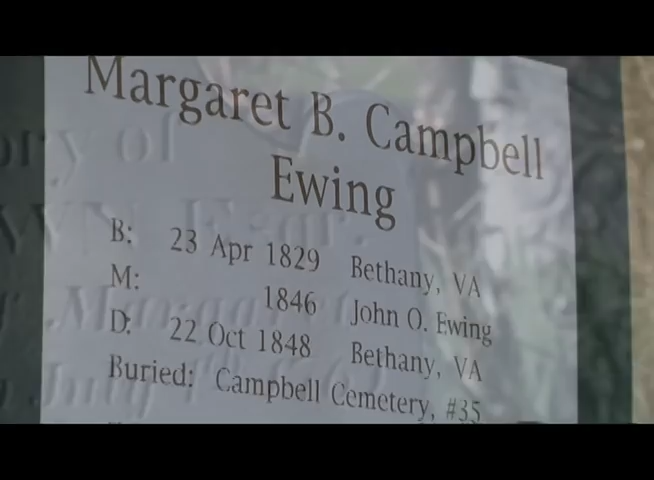 Margaret B. Campbell
Ewing
B: 23 Apr 1829 Bethany, VA
M: 1846 John O. Ewing
D: 22 Oct 1848 Bethany, VA
Buried: Campbell Cemetery, #35